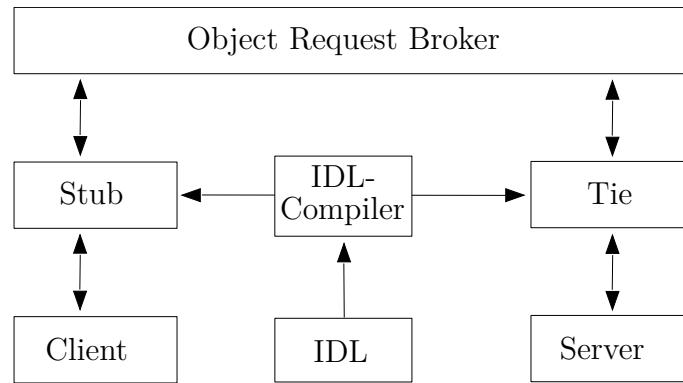 Object Request Broker
Stub
IDL-
Compiler
Tie
Client
IDL
Server